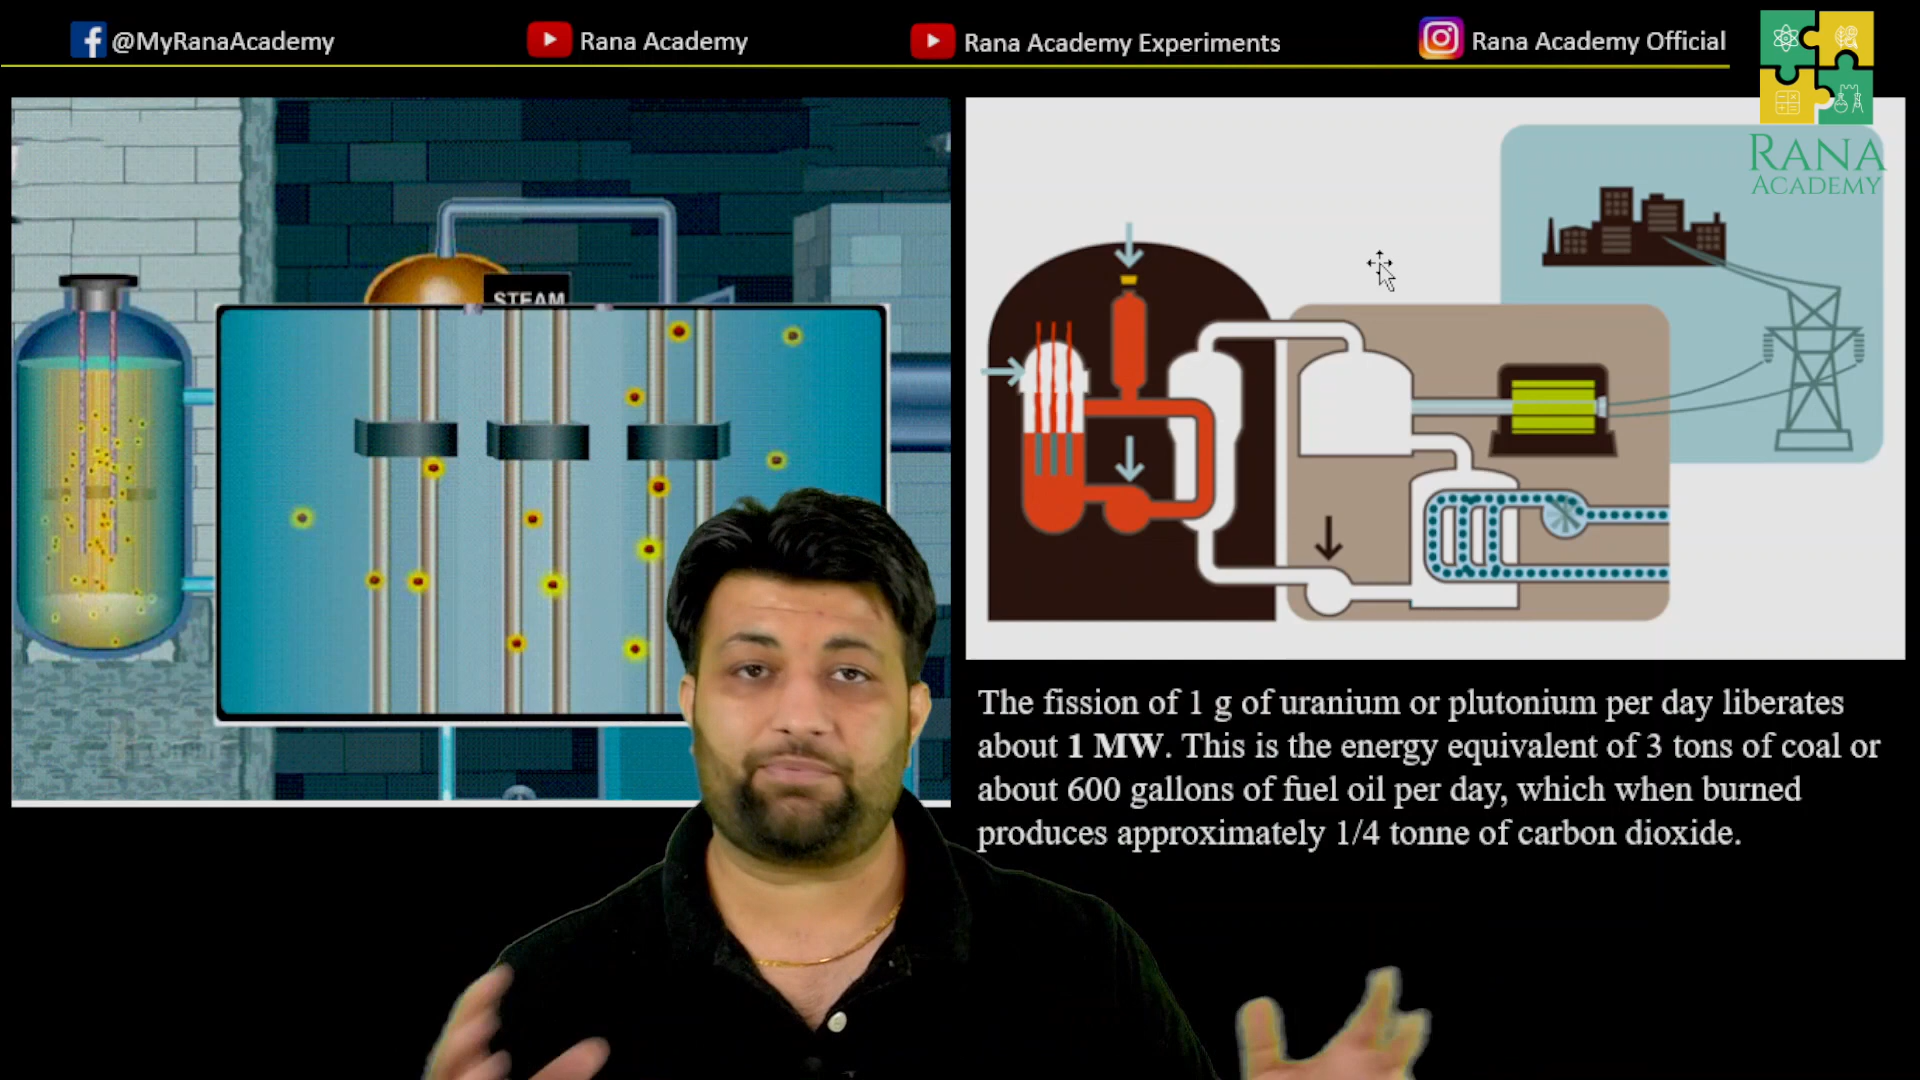 @MyRanaAcademy
Rana Academy
Rana Academy Experiments
Rana Academy Official
RANA
ACADEMY
STEAM
The fission of 1 g of uranium or plutonium per day liberates
about 1 MW. This is the energy equivalent of 3 tons of coal or
about 600 gallons of fuel oil per day, which when burned
produces approximately 1/4 tonne of carbon dioxide.